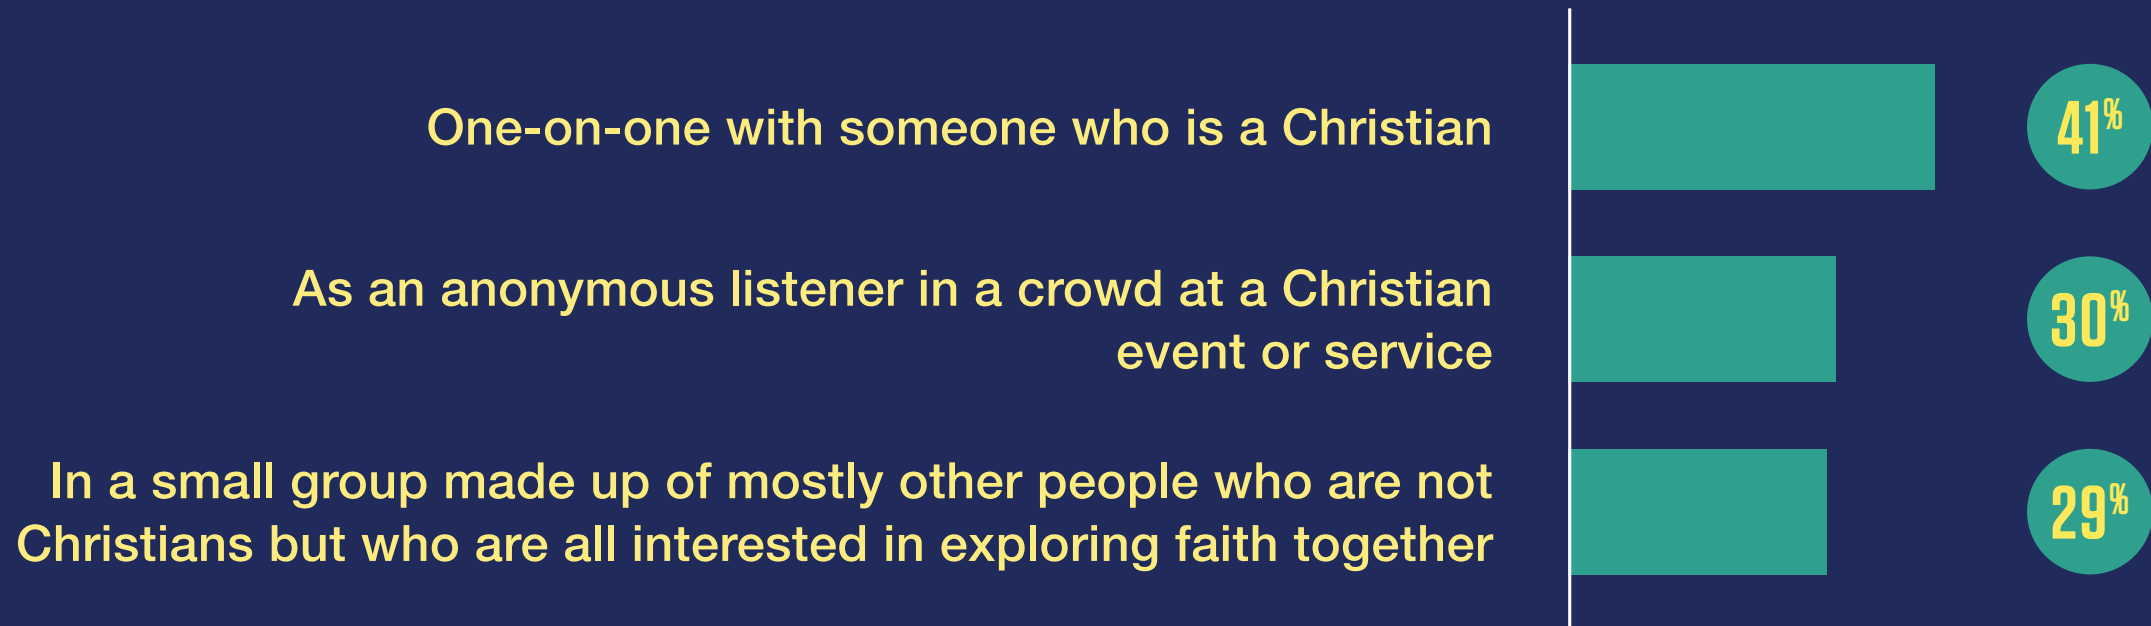 One-on-one with someone who is a Christian
41%
As an anonymous listener in a crowd at a Christian
event or service
30%
In a small group made up of mostly other people who are not
Christians but who are all interested in exploring faith together
29%